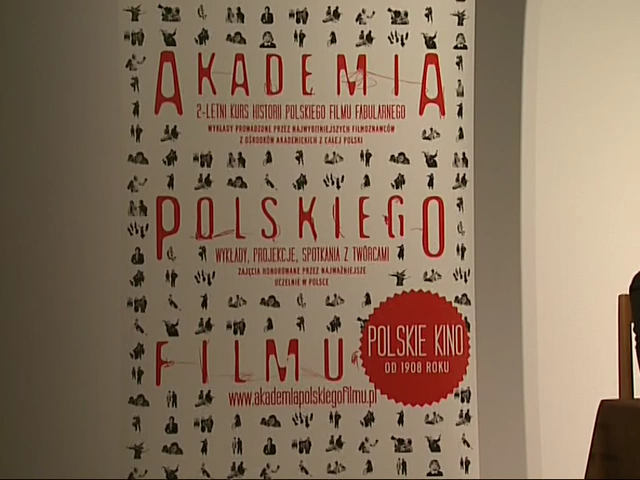 AKADEMIA
2-LETNI KURS HISTORII POLSKIEGO FILMU FABULARNEGO
WYKŁADY PROWADZONE PRZEZ NAJWYBITNIEJSZYCH FILMOZNAWCÓW
Z OŚRODKÓW AKADEMICKICH Z CAŁEJ POLSKI
POLSKIEGO
WYKŁADY, PROJEKCJE, SPOTKANIA Z TWÓRCAMI
ZAJĘCIA HONOROWANE PRZEZ NAJWAŻNIEJSZE
UCZELNIE W POLSCE
FILMU
POLSKIE KINO
OD 1908 ROKU
www.akademiapolskiegofilmu.pl